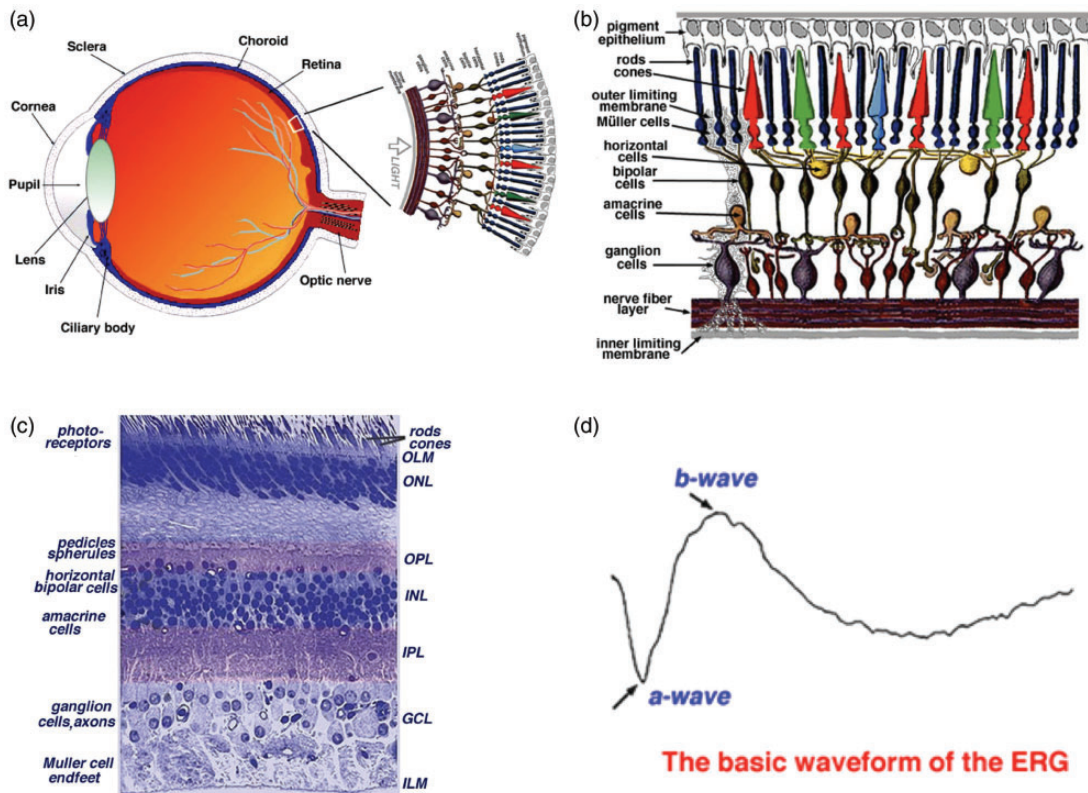 (a)
Sclera
Choroid
Retina
Cornea
Pupil
Lens
Iris
Ciliary body
Optic nerve
LIGHT
(b)
pigment
epithelium
rods
cones
outer limiting
membrane
Müller cells
horizontal
cells
bipolar
cells
amacrine
cells
ganglion
cells
nerve fiber
layer
inner limiting
membrane
(c)
photo-
receptors
rods
cones
OLM
ONL
pedicles
spherules
OPL
horizontal
bipolar cells
INL
amacrine
cells
IPL
ganglion
cells,axons
GCL
Muller cell
endfeet
ILM
(d)
b-wave
a-wave
The basic waveform of the ERG